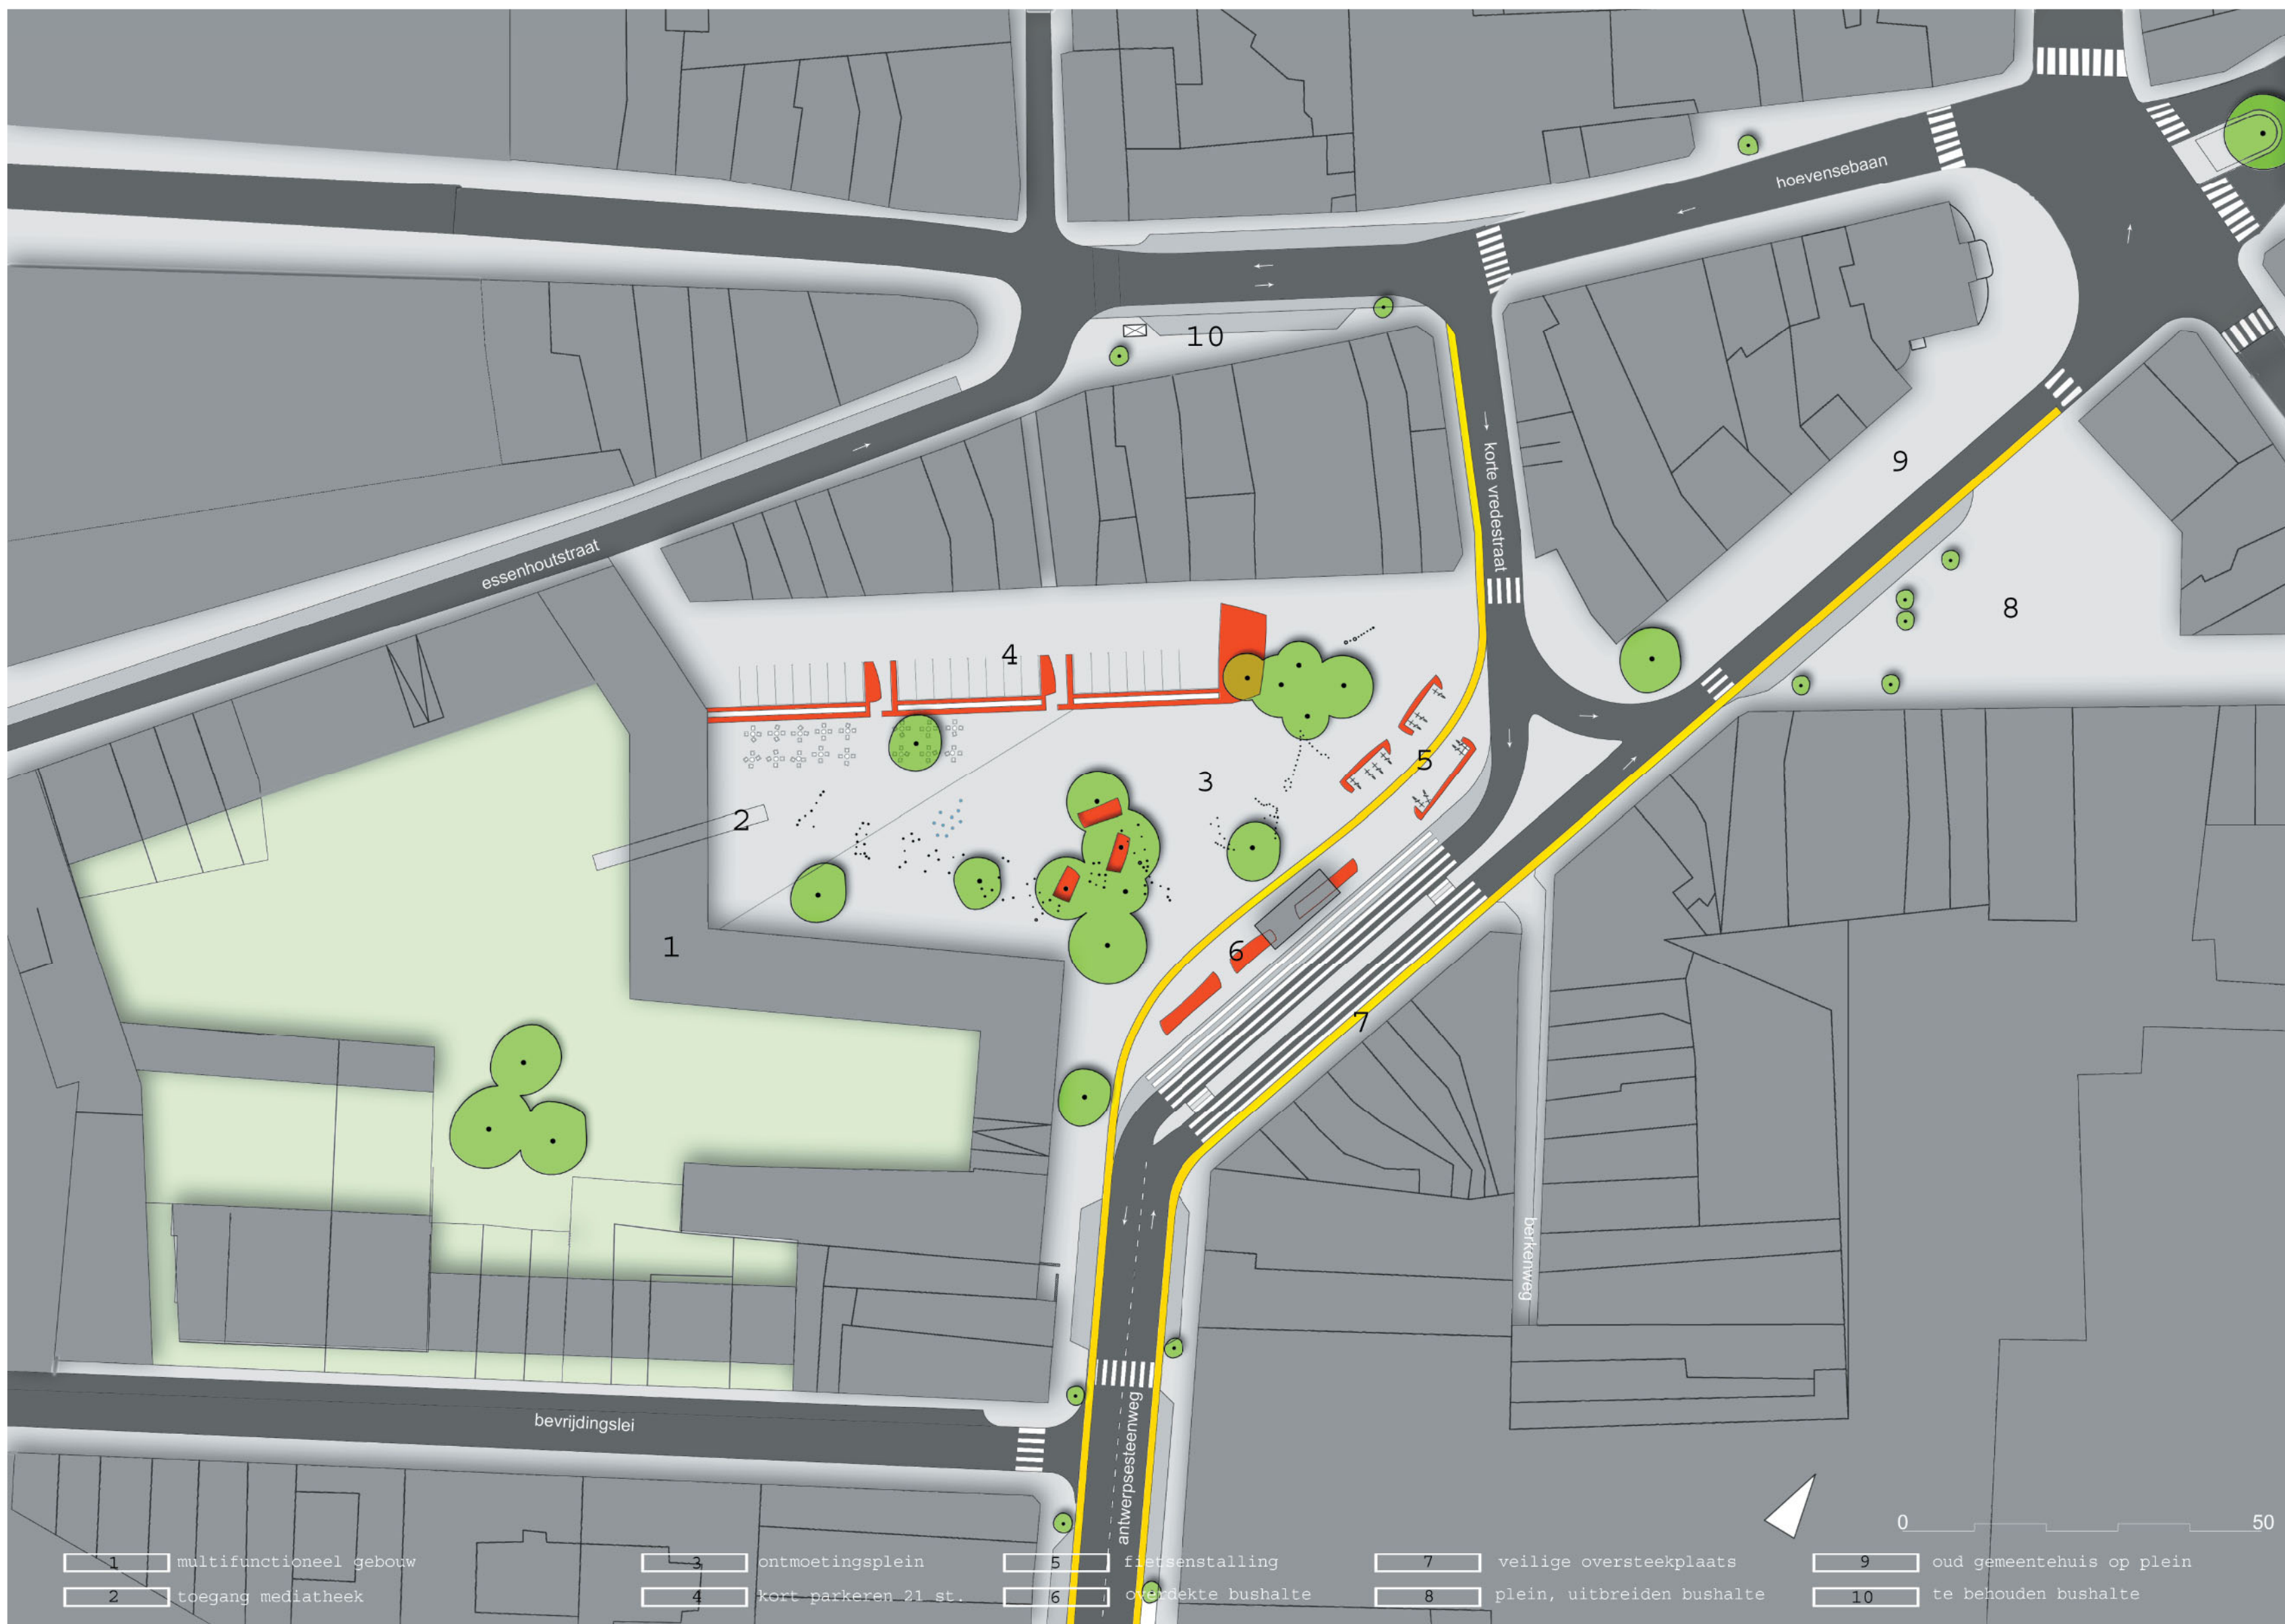 hoevensebaan
10
korte vredestraat
9
essenhoutstraat
8
4
3
5
2
1
6
7
berkenweg
bevrijdingslei
antwerpsesteenweg
0 50
1 multifunctioneel gebouw
2 toegang mediatheek
3 ontmoetingsplein
4 kort parkeren 21 st.
5 fietsenstalling
6 overdekte bushalte
7 veilige oversteekplaats
8 plein, uitbreiden bushalte
9 oud gemeentehuis op plein
10 te behouden bushalte